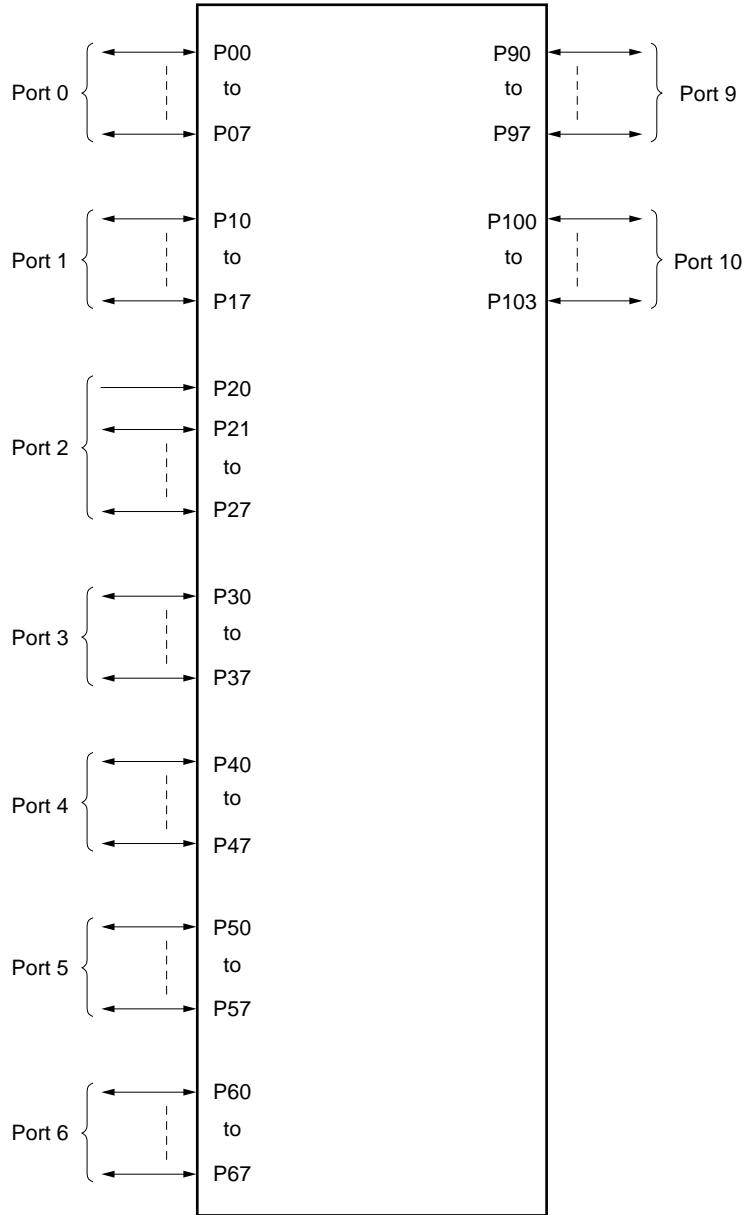 Port 0
P00
to
P07
Port 1
P10
to
P17
Port 2
P20
P21
to
P27
Port 3
P30
to
P37
Port 4
P40
to
P47
Port 5
P50
to
P57
Port 6
P60
to
P67
P90
to
P97
Port 9
P100
to
P103
Port 10